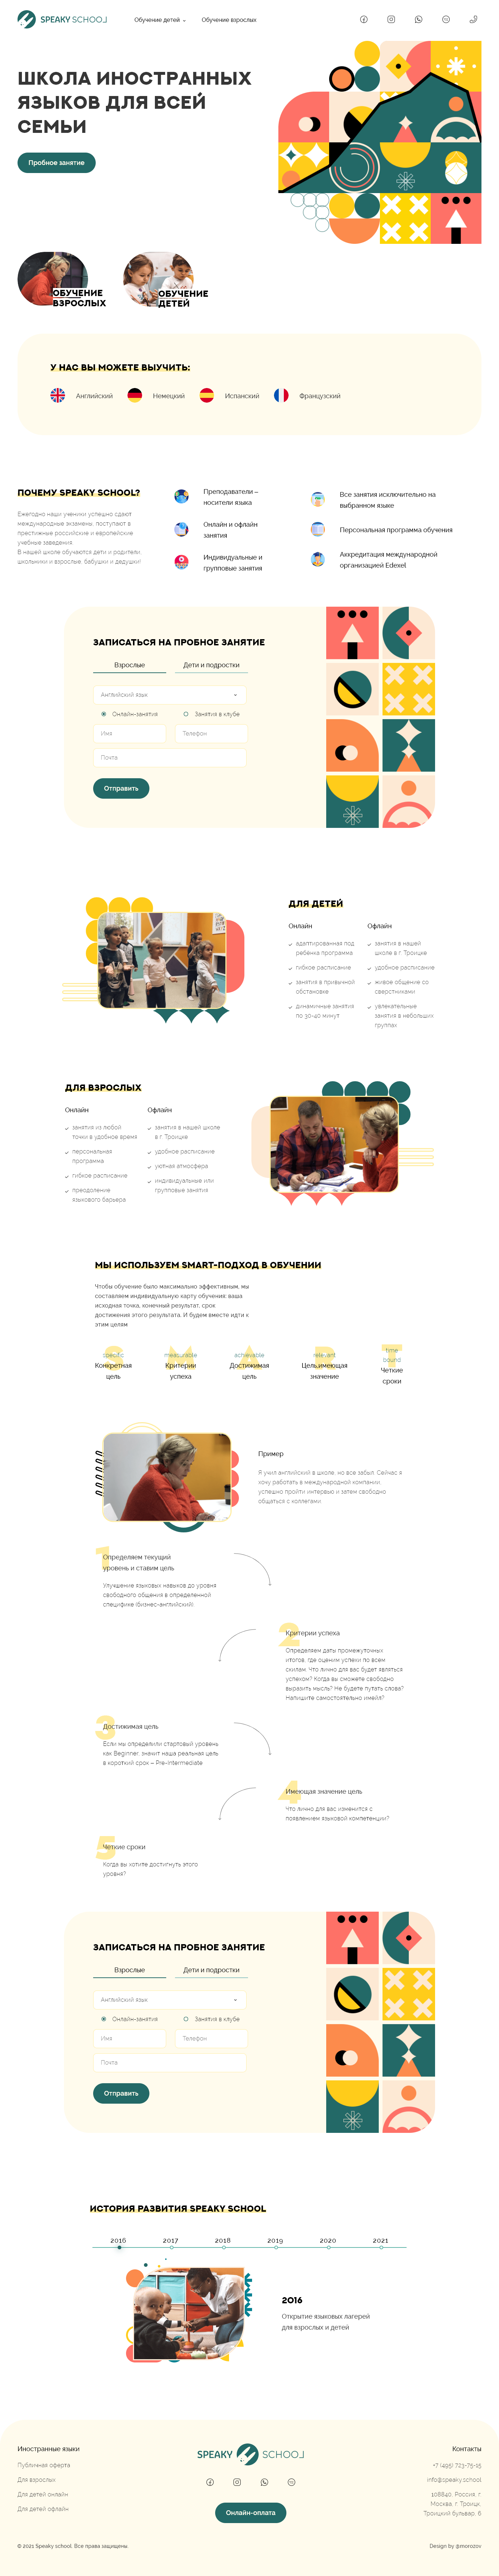 SPEAKY SCHOOL
Обучение детей
Обучение взрослых
ШКОЛА ИНОСТРАННЫХ
ЯЗЫКОВ ДЛЯ ВСЕЙ
СЕМЬИ
Пробное занятие
ОБУЧЕНИЕ
ВЗРОСЛЫХ
ОБУЧЕНИЕ
ДЕТЕЙ
У НАС ВЫ МОЖЕТЕ ВЫУЧИТЬ:
Английский
Немецкий
Испанский
Французский
ПОЧЕМУ SPEAKY SCHOOL?
Ежегодно наши ученики успешно сдают
международные экзамены, поступают в
престижные российские и европейские
учебные заведения.
В нашей школе обучаются дети и родители,
школьники и взрослые, бабушки и дедушки!
Преподаватели –
носители языка
Онлайн и офлайн
занятия
Индивидуальные и
групповые занятия
Все занятия исключительно на
выбранном языке
Персональная программа обучения
Аккредитация международной
организацией Edexel
ЗАПИСАТЬСЯ НА ПРОБНОЕ ЗАНЯТИЕ
Взрослые
Дети и подростки
Английский язык
Онлайн-занятия
Занятия в клубе
Имя
Телефон
Почта
Отправить
ДЛЯ ДЕТЕЙ
Онлайн
адаптированная под
ребёнка программа
гибкое расписание
занятия в привычной
обстановке
динамичные занятия
по 30-40 минут
Офлайн
занятия в нашей
школе в г. Троицке
удобное расписание
живое общение со
сверстниками
увлекательные
занятия в небольших
группах
ДЛЯ ВЗРОСЛЫХ
Онлайн
занятия из любой
точки в удобное время
персональная
программа
гибкое расписание
преодоление
языкового барьера
Офлайн
занятия в нашей школе
в г. Троицке
удобное расписание
уютная атмосфера
индивидуальные или
групповые занятия
МЫ ИСПОЛЬЗУЕМ SMART-ПОДХОД В ОБУЧЕНИИ
Чтобы обучение было максимально эффективным, мы
составляем индивидуальную карту обучения: ваша
исходная точка, конечный результат, срок
достижения этого результата. И будем вместе идти к
этим целям
S
specific
Конкретная
цель
M
measurable
Критерии
успеха
A
achievable
Достижимая
цель
R
relevant
Цель,имеющая
значение
T
time
bound
Четкие
сроки
Пример
Я учил английский в школе, но все забыл. Сейчас я
хочу работать в международной компании,
успешно пройти интервью и затем свободно
общаться с коллегами.
1
Определяем текущий
уровень и ставим цель
Улучшение языковых навыков до уровня
свободного общения в определенной
специфике (бизнес-английский).
2
Критерии успеха
Определяем даты промежуточных
итогов, где оценим успехи по всем
скилам. Что лично для вас будет являться
успехом? Когда вы сможете свободно
выразить мысль? Не будете путать слова?
Напишите самостоятельно имейл?
3
Достижимая цель
Если мы определили стартовый уровень
как Beginner, значит наша реальная цель
в короткий срок – Pre-Intermediate
4
Имеющая значение цель
Что лично для вас изменится с
появлением языковой компетенции?
5
Четкие сроки
Когда вы хотите достигнуть этого
уровня?
ЗАПИСАТЬСЯ НА ПРОБНОЕ ЗАНЯТИЕ
Взрослые
Дети и подростки
Английский язык
Онлайн-занятия
Занятия в клубе
Имя
Телефон
Почта
Отправить
ИСТОРИЯ РАЗВИТИЯ SPEAKY SCHOOL
2016
2017
2018
2019
2020
2021
2016
Открытие языковых лагерей
для взрослых и детей
Иностранные языки
Публичная оферта
Для взрослых
Для детей онлайн
Для детей офлайн
SPEAKY SCHOOL
Онлайн-оплата
Контакты
+7 (495) 723-75-15
info@speaky.school
108840, Россия, г.
Москва, г. Троицк,
Троицкий бульвар, 6
© 2021 Speaky school. Все права защищены
Design by @morozov